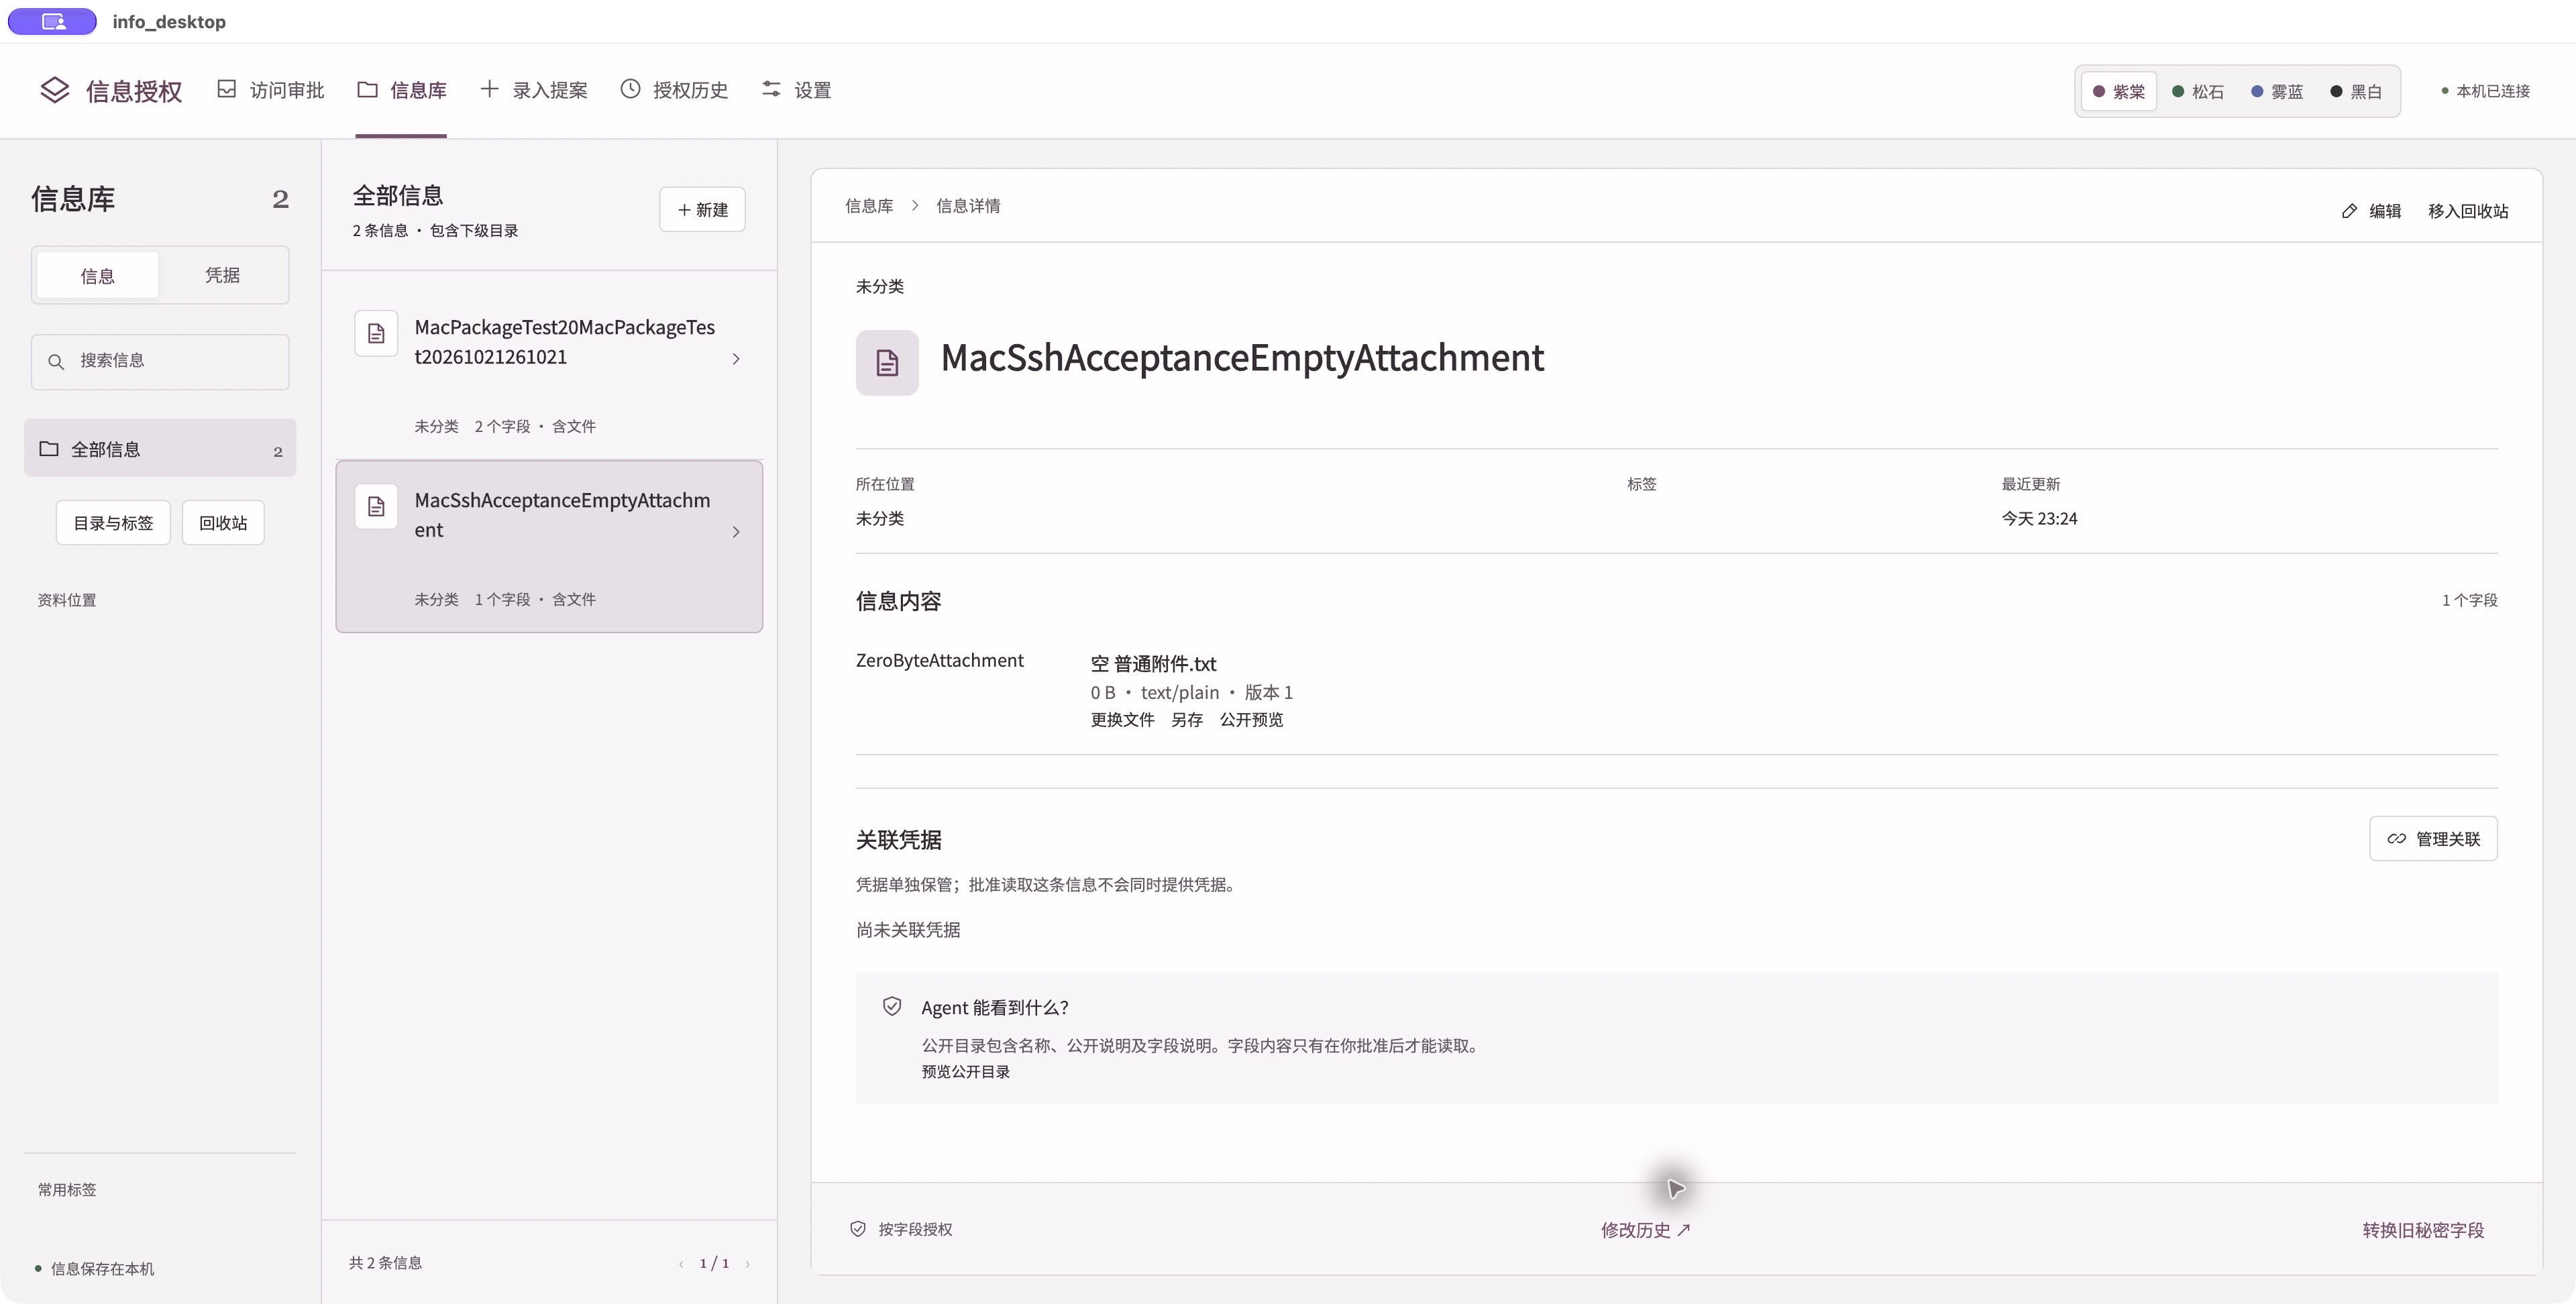 info_desktop
信息授权
访问审批
信息库
录入提案
授权历史
设置
紫棠
松石
雾蓝
黑白
本机已连接
信息库
2
信息
凭据
搜索信息
全部信息
2
目录与标签
回收站
资料位置
常用标签
信息保存在本机
全部信息
2 条信息 · 包含下级目录
新建
MacPackageTest20MacPackageTes
t20261021261021
未分类 2 个字段 · 含文件
MacSshAcceptanceEmptyAttachm
ent
未分类 1 个字段 · 含文件
共 2 条信息
‹ 1 / 1 ›
信息库 > 信息详情
编辑
移入回收站
未分类
MacSshAcceptanceEmptyAttachment
所在位置
未分类
标签
最近更新
今天 23:24
信息内容
1 个字段
ZeroByteAttachment
空 普通附件.txt
0 B · text/plain · 版本 1
更换文件 另存 公开预览
关联凭据
管理关联
凭据单独保管；批准读取这条信息不会同时提供凭据。
尚未关联凭据
Agent 能看到什么？
公开目录包含名称、公开说明及字段说明。字段内容只有在你批准后才能读取。
预览公开目录
按字段授权
修改历史 ↗
转换旧秘密字段